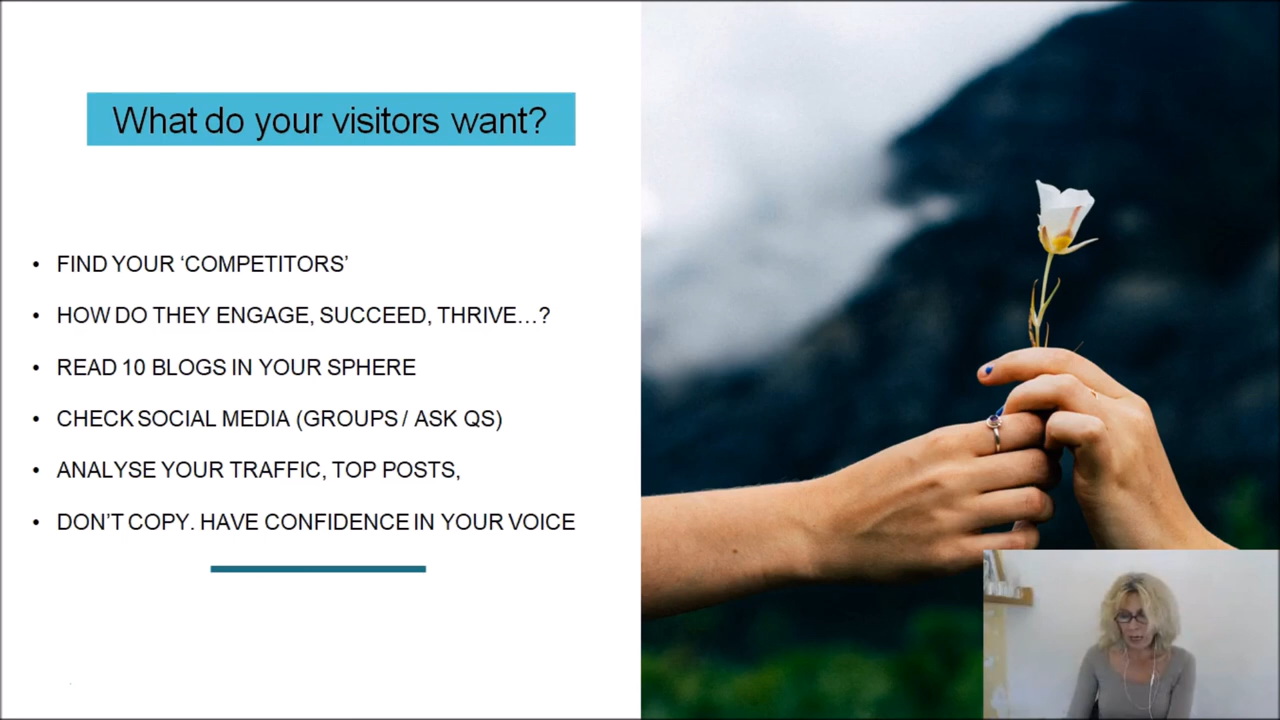 What do your visitors want?
• FIND YOUR ‘COMPETITORS’
• HOW DO THEY ENGAGE, SUCCEED, THRIVE…?
• READ 10 BLOGS IN YOUR SPHERE
• CHECK SOCIAL MEDIA (GROUPS / ASK QS)
• ANALYSE YOUR TRAFFIC, TOP POSTS,
• DON’T COPY. HAVE CONFIDENCE IN YOUR VOICE